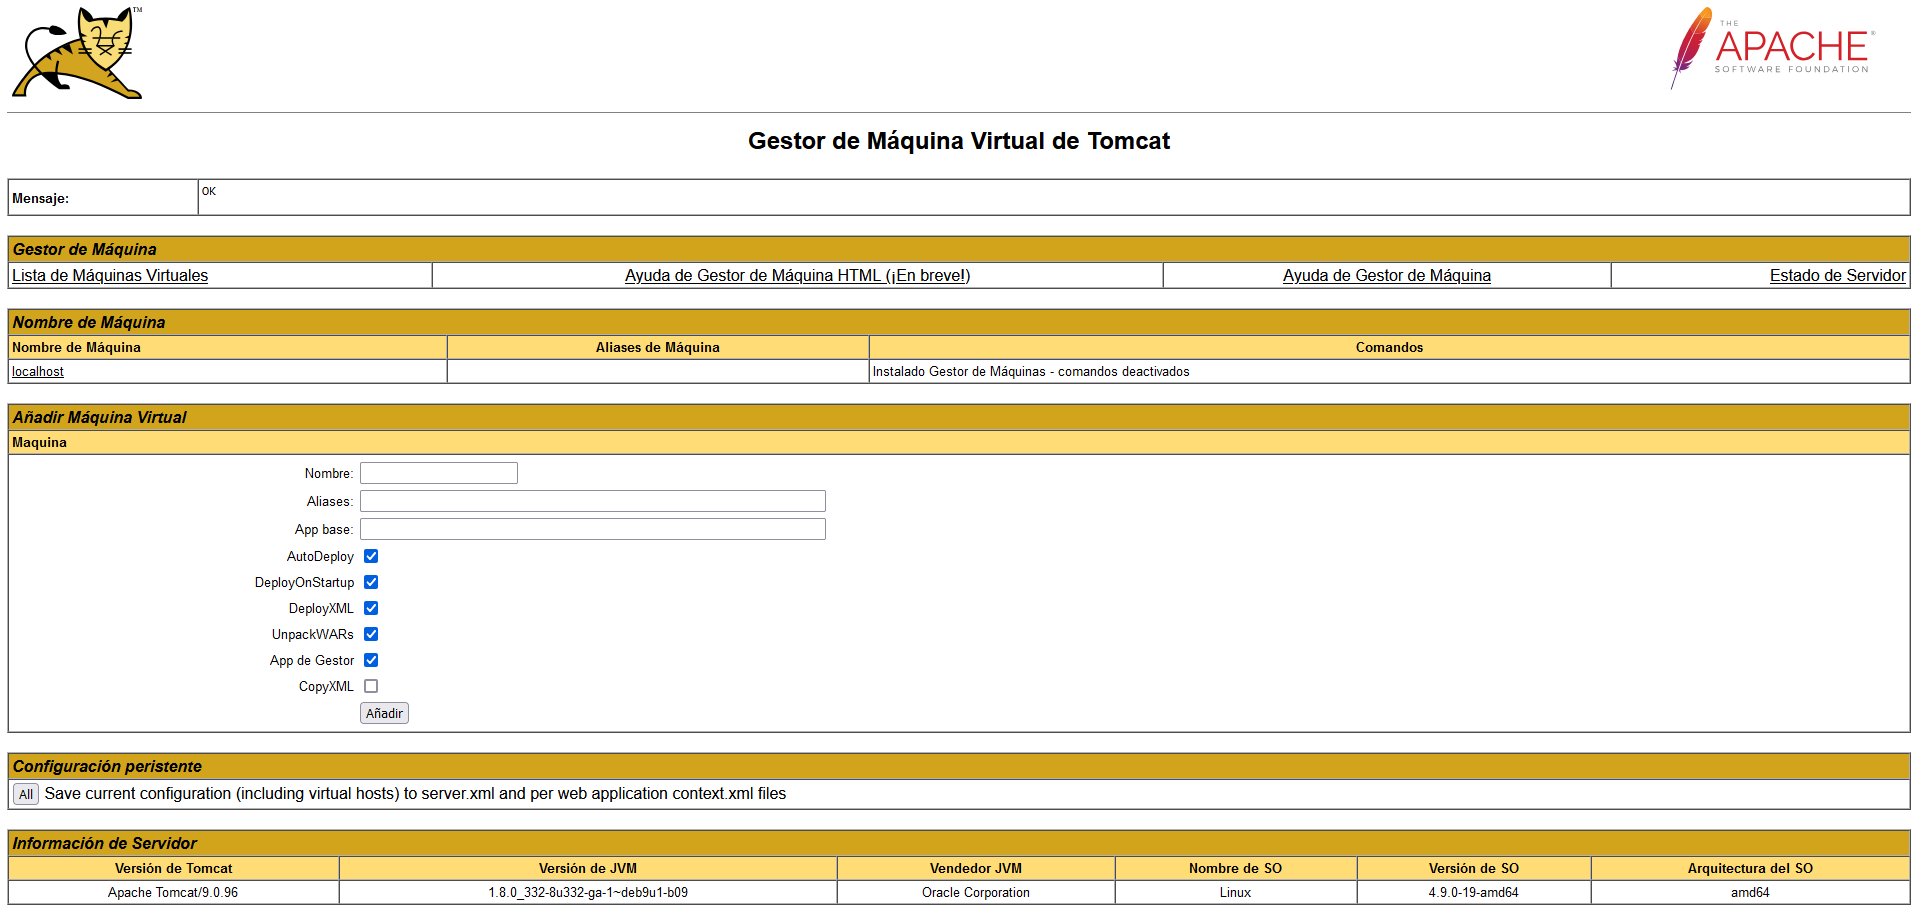 TM
THE
APACHE®
SOFTWARE FOUNDATION
Gestor de Máquina Virtual de Tomcat
Mensaje: OK
Gestor de Máquina
Lista de Máquinas Virtuales Ayuda de Gestor de Máquina HTML (¡En breve!) Ayuda de Gestor de Máquina Estado de Servidor
Nombre de Máquina
Nombre de Máquina Aliases de Máquina Comandos
localhost Instalado Gestor de Máquinas - comandos deactivados
Añadir Máquina Virtual
Maquina
Nombre:
Aliases:
App base:
AutoDeploy
DeployOnStartup
DeployXML
UnpackWARs
App de Gestor
CopyXML
Añadir
Configuración peristente
All Save current configuration (including virtual hosts) to server.xml and per web application context.xml files
Información de Servidor
Versión de Tomcat Versión de JVM Vendedor JVM Nombre de SO Versión de SO Arquitectura del SO
Apache Tomcat/9.0.96 1.8.0_332-8u332-ga-1~deb9u1-b09 Oracle Corporation Linux 4.9.0-19-amd64 amd64